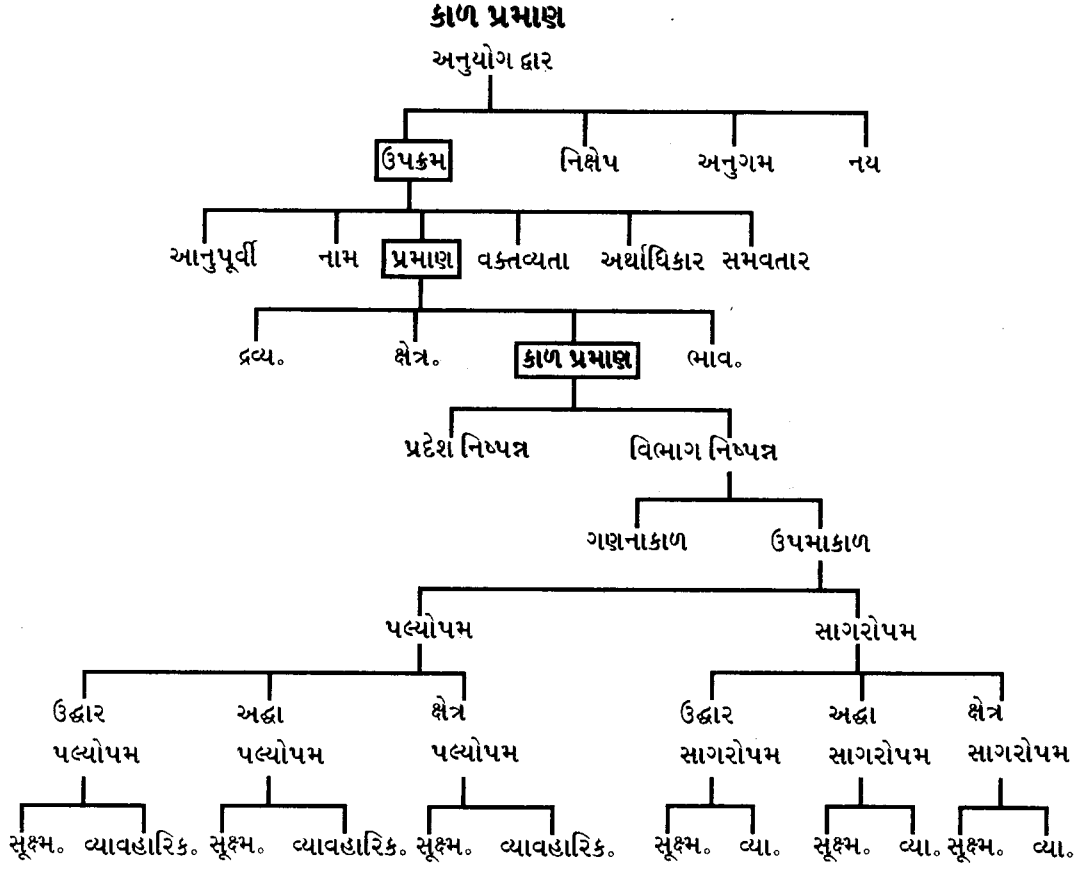 કાળ પ્રમાણ
અનુયોગ દ્વાર
ઉપક્રમ નિક્ષેપ અનુગમ નય
આનુપૂર્વી નામ પ્રમાણ વક્તવ્યતા અર્થાધિકાર સમવતાર
દ્રવ્ય. ક્ષેત્ર૰ કાળ પ્રમાણ ભાવ૰
પ્રદેશ નિષ્પન્ન વિભાગ નિષ્પન્ન
ગણનાકાળ ઉપમાકાળ
પલ્યોપમ સાગરોપમ
ઉદ્ધાર અદ્ધા ક્ષેત્ર ઉદ્ધાર અદ્ધા ક્ષેત્ર
પલ્યોપમ પલ્યોપમ પલ્યોપમ સાગરોપમ સાગરોપમ સાગરોપમ
સૂક્ષ્મ૰ વ્યાવહારિક૰ સૂક્ષ્મ૰ વ્યાવહારિક૰ સૂક્ષ્મ૰ વ્યાવહારિક૰ સૂક્ષ્મ૰ વ્યા૰ સૂક્ષ્મ૰ વ્યા૰ સૂક્ષ્મ૰ વ્યા૰